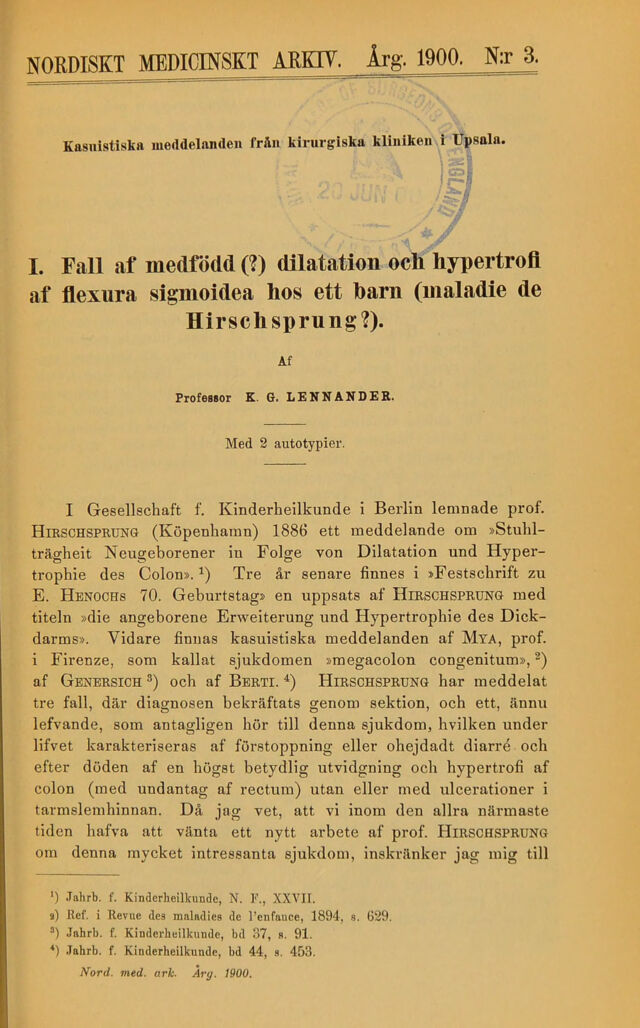 NORDISKT MEDICINSKT ARKIV. Årg. 1900. N:r 3.
Kasuistiska meddelanden från kirurgiska kliniken i Upsala.
ROYAL COLLEGE OF SURGEONS OF ENGLAND
20 JUN
* LIBRARY *
I. Fall af medfödd (?) dilatation och hypertrofi
af flexura sigmoidea hos ett barn (maladie de
Hirschsprung?).
Af
Professor K. G. LENNANDER.
Med 2 autotypier.
I Gesellschaft f. Kinderheilkunde i Berlin lemnade prof.
HIRSCHSPRUNG (Köpenhamn) 1886 ett meddelande om »Stuhl-
trägheit Neugeborener in Folge von Dilatation und Hyper-
trophie des Colon». ¹) Tre år senare finnes i »Festschrift zu
E. HENOCHS 70. Geburtstag» en uppsats af HIRSCHSPRUNG med
titeln »die angeborene Erweiterung und Hypertrophie des Dick-
darms». Vidare finnas kasuistiska meddelanden af MYA, prof.
i Firenze, som kallat sjukdomen »megacolon congenitum», ²)
af GENERSICH ³) och af BERTI. ⁴) HIRSCHSPRUNG har meddelat
tre fall, där diagnosen bekräftats genom sektion, och ett, ännu
lefvande, som antagligen hör till denna sjukdom, hvilken under
lifvet karakteriseras af förstoppning eller ohejdadt diarré och
efter döden af en högst betydlig utvidgning och hypertrofi af
colon (med undantag af rectum) utan eller med ulcerationer i
tarmslemhinnan. Då jag vet, att vi inom den allra närmaste
tiden hafva att vänta ett nytt arbete af prof. HIRSCHSPRUNG
om denna mycket intressanta sjukdom, inskränker jag mig till
¹) Jahrb. f. Kinderheilkunde, N. F., XXVII.
²) Ref. i Revue des maladies de l'enfance, 1894, s. 629.
³) Jahrb. f. Kinderheilkunde, bd 37, s. 91.
⁴) Jahrb. f. Kinderheilkunde, bd 44, s. 453.
Nord. med. ark. Årg. 1900.